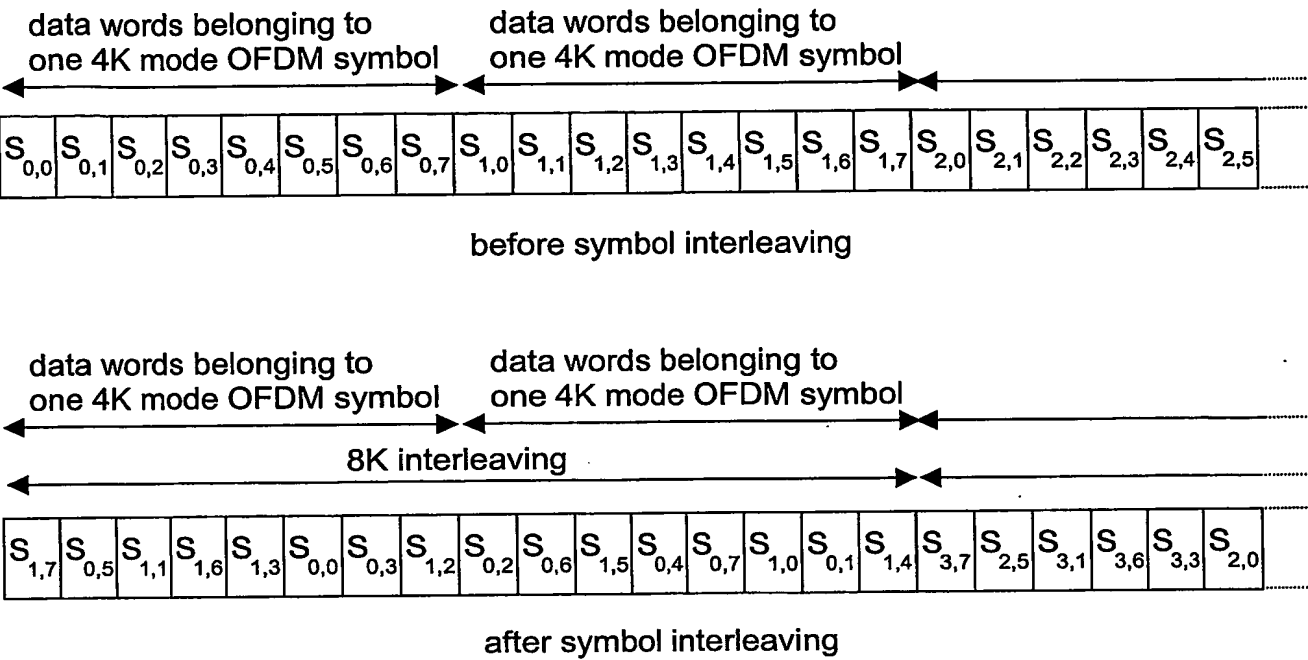 data words belonging to data words belonging to
one 4K mode OFDM symbol one 4K mode OFDM symbol
S0,0 S0,1 S0,2 S0,3 S0,4 S0,5 S0,6 S0,7 S1,0 S1,1 S1,2 S1,3 S1,4 S1,5 S1,6 S1,7 S2,0 S2,1 S2,2 S2,3 S2,4 S2,5
before symbol interleaving
data words belonging to data words belonging to
one 4K mode OFDM symbol one 4K mode OFDM symbol
8K interleaving
S1,7 S0,5 S1,1 S1,6 S1,3 S0,0 S0,3 S1,2 S0,2 S0,6 S1,5 S0,4 S0,7 S1,0 S0,1 S1,4 S3,7 S2,5 S3,1 S3,6 S3,3 S2,0
after symbol interleaving